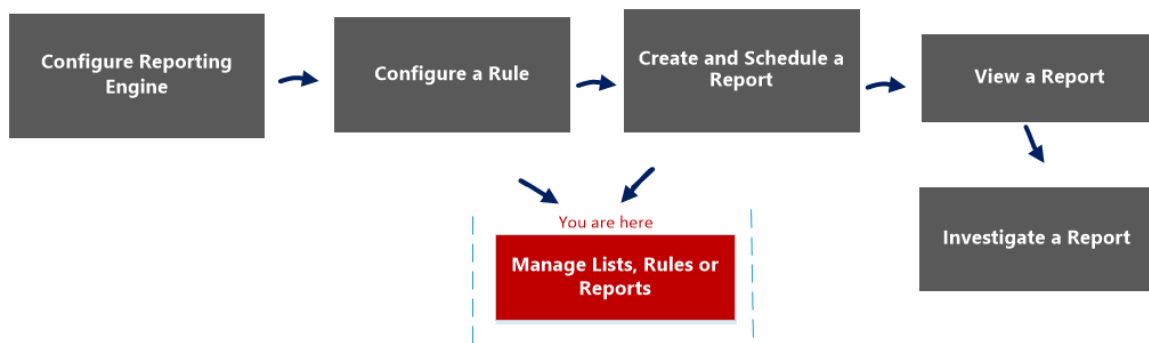 Configure Reporting
Engine
Configure a Rule
Create and Schedule a
Report
View a Report
You are here
Manage Lists, Rules or
Reports
Investigate a Report